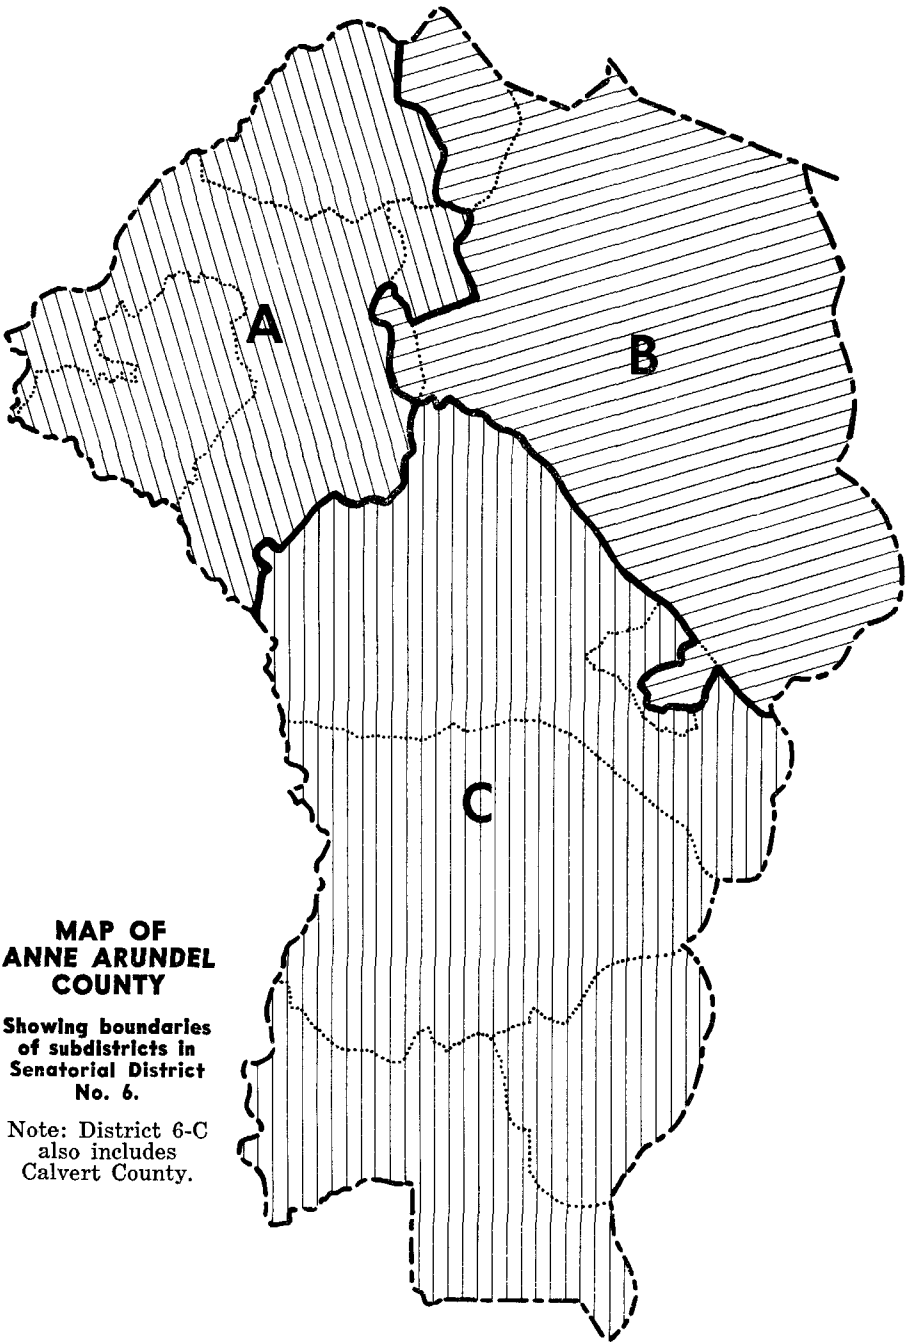 A
B
C
MAP OF
ANNE ARUNDEL
COUNTY
Showing boundaries
of subdistricts in
Senatorial District
No. 6.
Note: District 6-C
also includes
Calvert County.